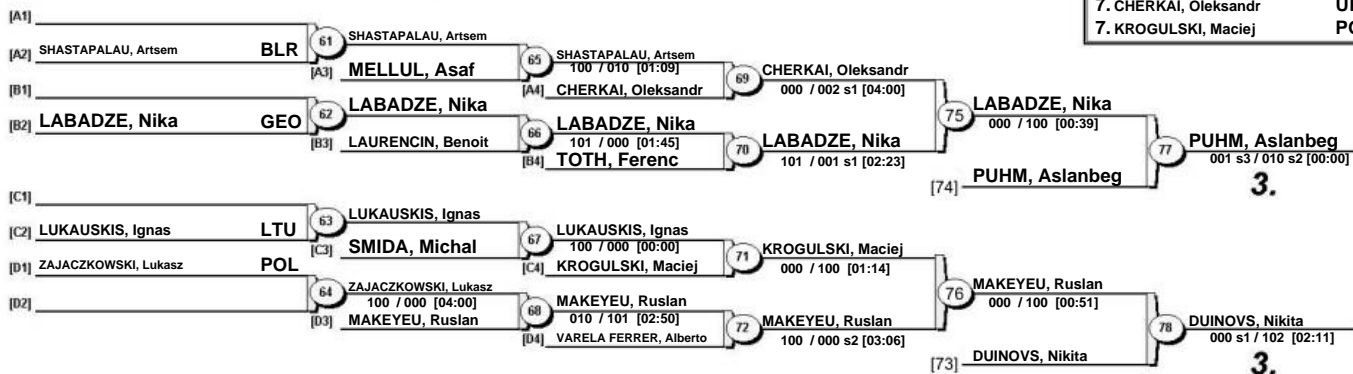 7. CHERKAI, Oleksandr
7. KROGULSKI, Maciej
[A1]
[A2] SHASTAPALAU, Artsem BLR
61
SHASTAPALAU, Artsem
[A3] MELLUL, Asaf
65
SHASTAPALAU, Artsem
100 / 010 [01:09]
[A4] CHERKAI, Oleksandr
69
CHERKAI, Oleksandr
000 / 002 s1 [04:00]
[B1]
[B2] LABADZE, Nika GEO
62
LABADZE, Nika
[B3] LAURENCIN, Benoit
66
LABADZE, Nika
101 / 000 [01:45]
[B4] TOTH, Ferenc
70
LABADZE, Nika
101 / 001 s1 [02:23]
75
LABADZE, Nika
000 / 100 [00:39]
[74] PUHM, Aslanbeg
77
PUHM, Aslanbeg
001 s3 / 010 s2 [00:00]
3.
[C1]
[C2] LUKAUSKIS, Ignas LTU
63
LUKAUSKIS, Ignas
[C3] SMIDA, Michal
67
LUKAUSKIS, Ignas
100 / 000 [00:00]
[C4] KROGULSKI, Maciej
71
KROGULSKI, Maciej
000 / 100 [01:14]
[D1] ZAJACZKOWSKI, Lukasz POL
[D2]
64
ZAJACZKOWSKI, Lukasz
100 / 000 [04:00]
[D3] MAKEYEU, Ruslan
68
MAKEYEU, Ruslan
010 / 101 [02:50]
[D4] VARELA FERRER, Alberto
72
MAKEYEU, Ruslan
100 / 000 s2 [03:06]
76
MAKEYEU, Ruslan
000 / 100 [00:51]
[73] DUINOVS, Nikita
78
DUINOVS, Nikita
000 s1 / 102 [02:11]
3.